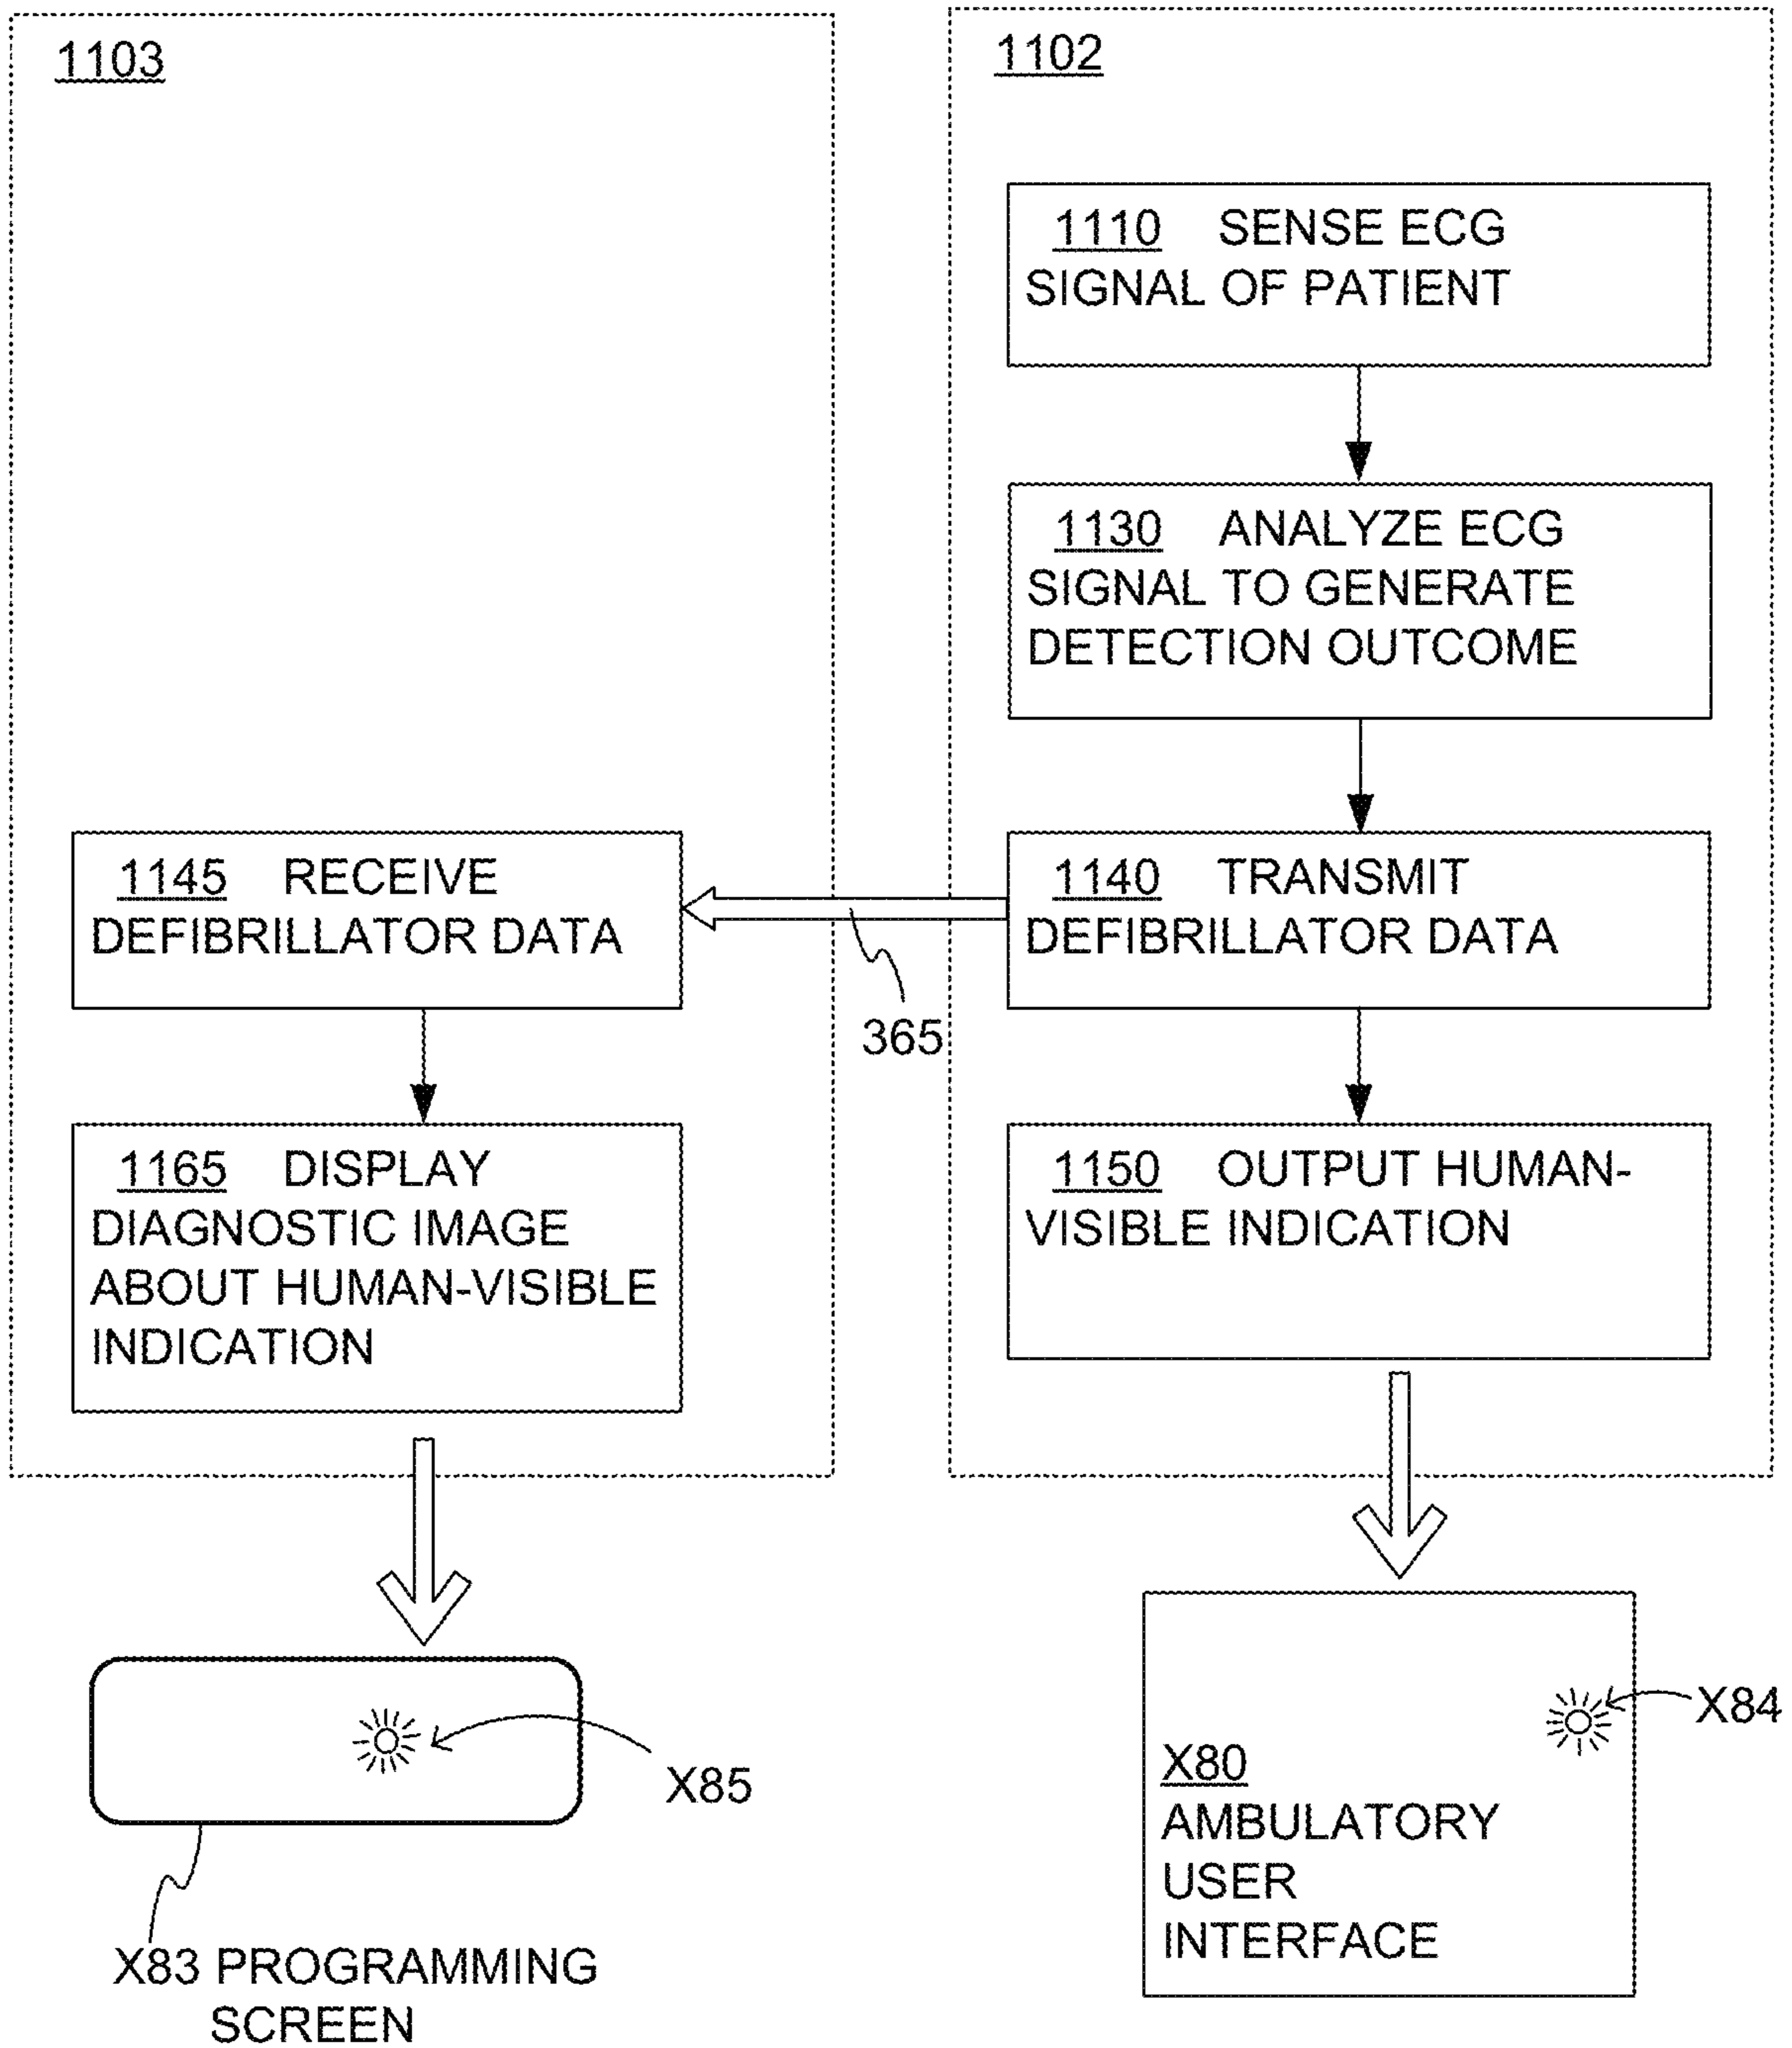 1103
1102
1110 SENSE ECG
SIGNAL OF PATIENT
1130 ANALYZE ECG
SIGNAL TO GENERATE
DETECTION OUTCOME
1145 RECEIVE
DEFIBRILLATOR DATA
1140 TRANSMIT
DEFIBRILLATOR DATA
365
1165 DISPLAY
DIAGNOSTIC IMAGE
ABOUT HUMAN-VISIBLE
INDICATION
1150 OUTPUT HUMAN-
VISIBLE INDICATION
X85
X83 PROGRAMMING
SCREEN
X84
X80
AMBULATORY
USER
INTERFACE